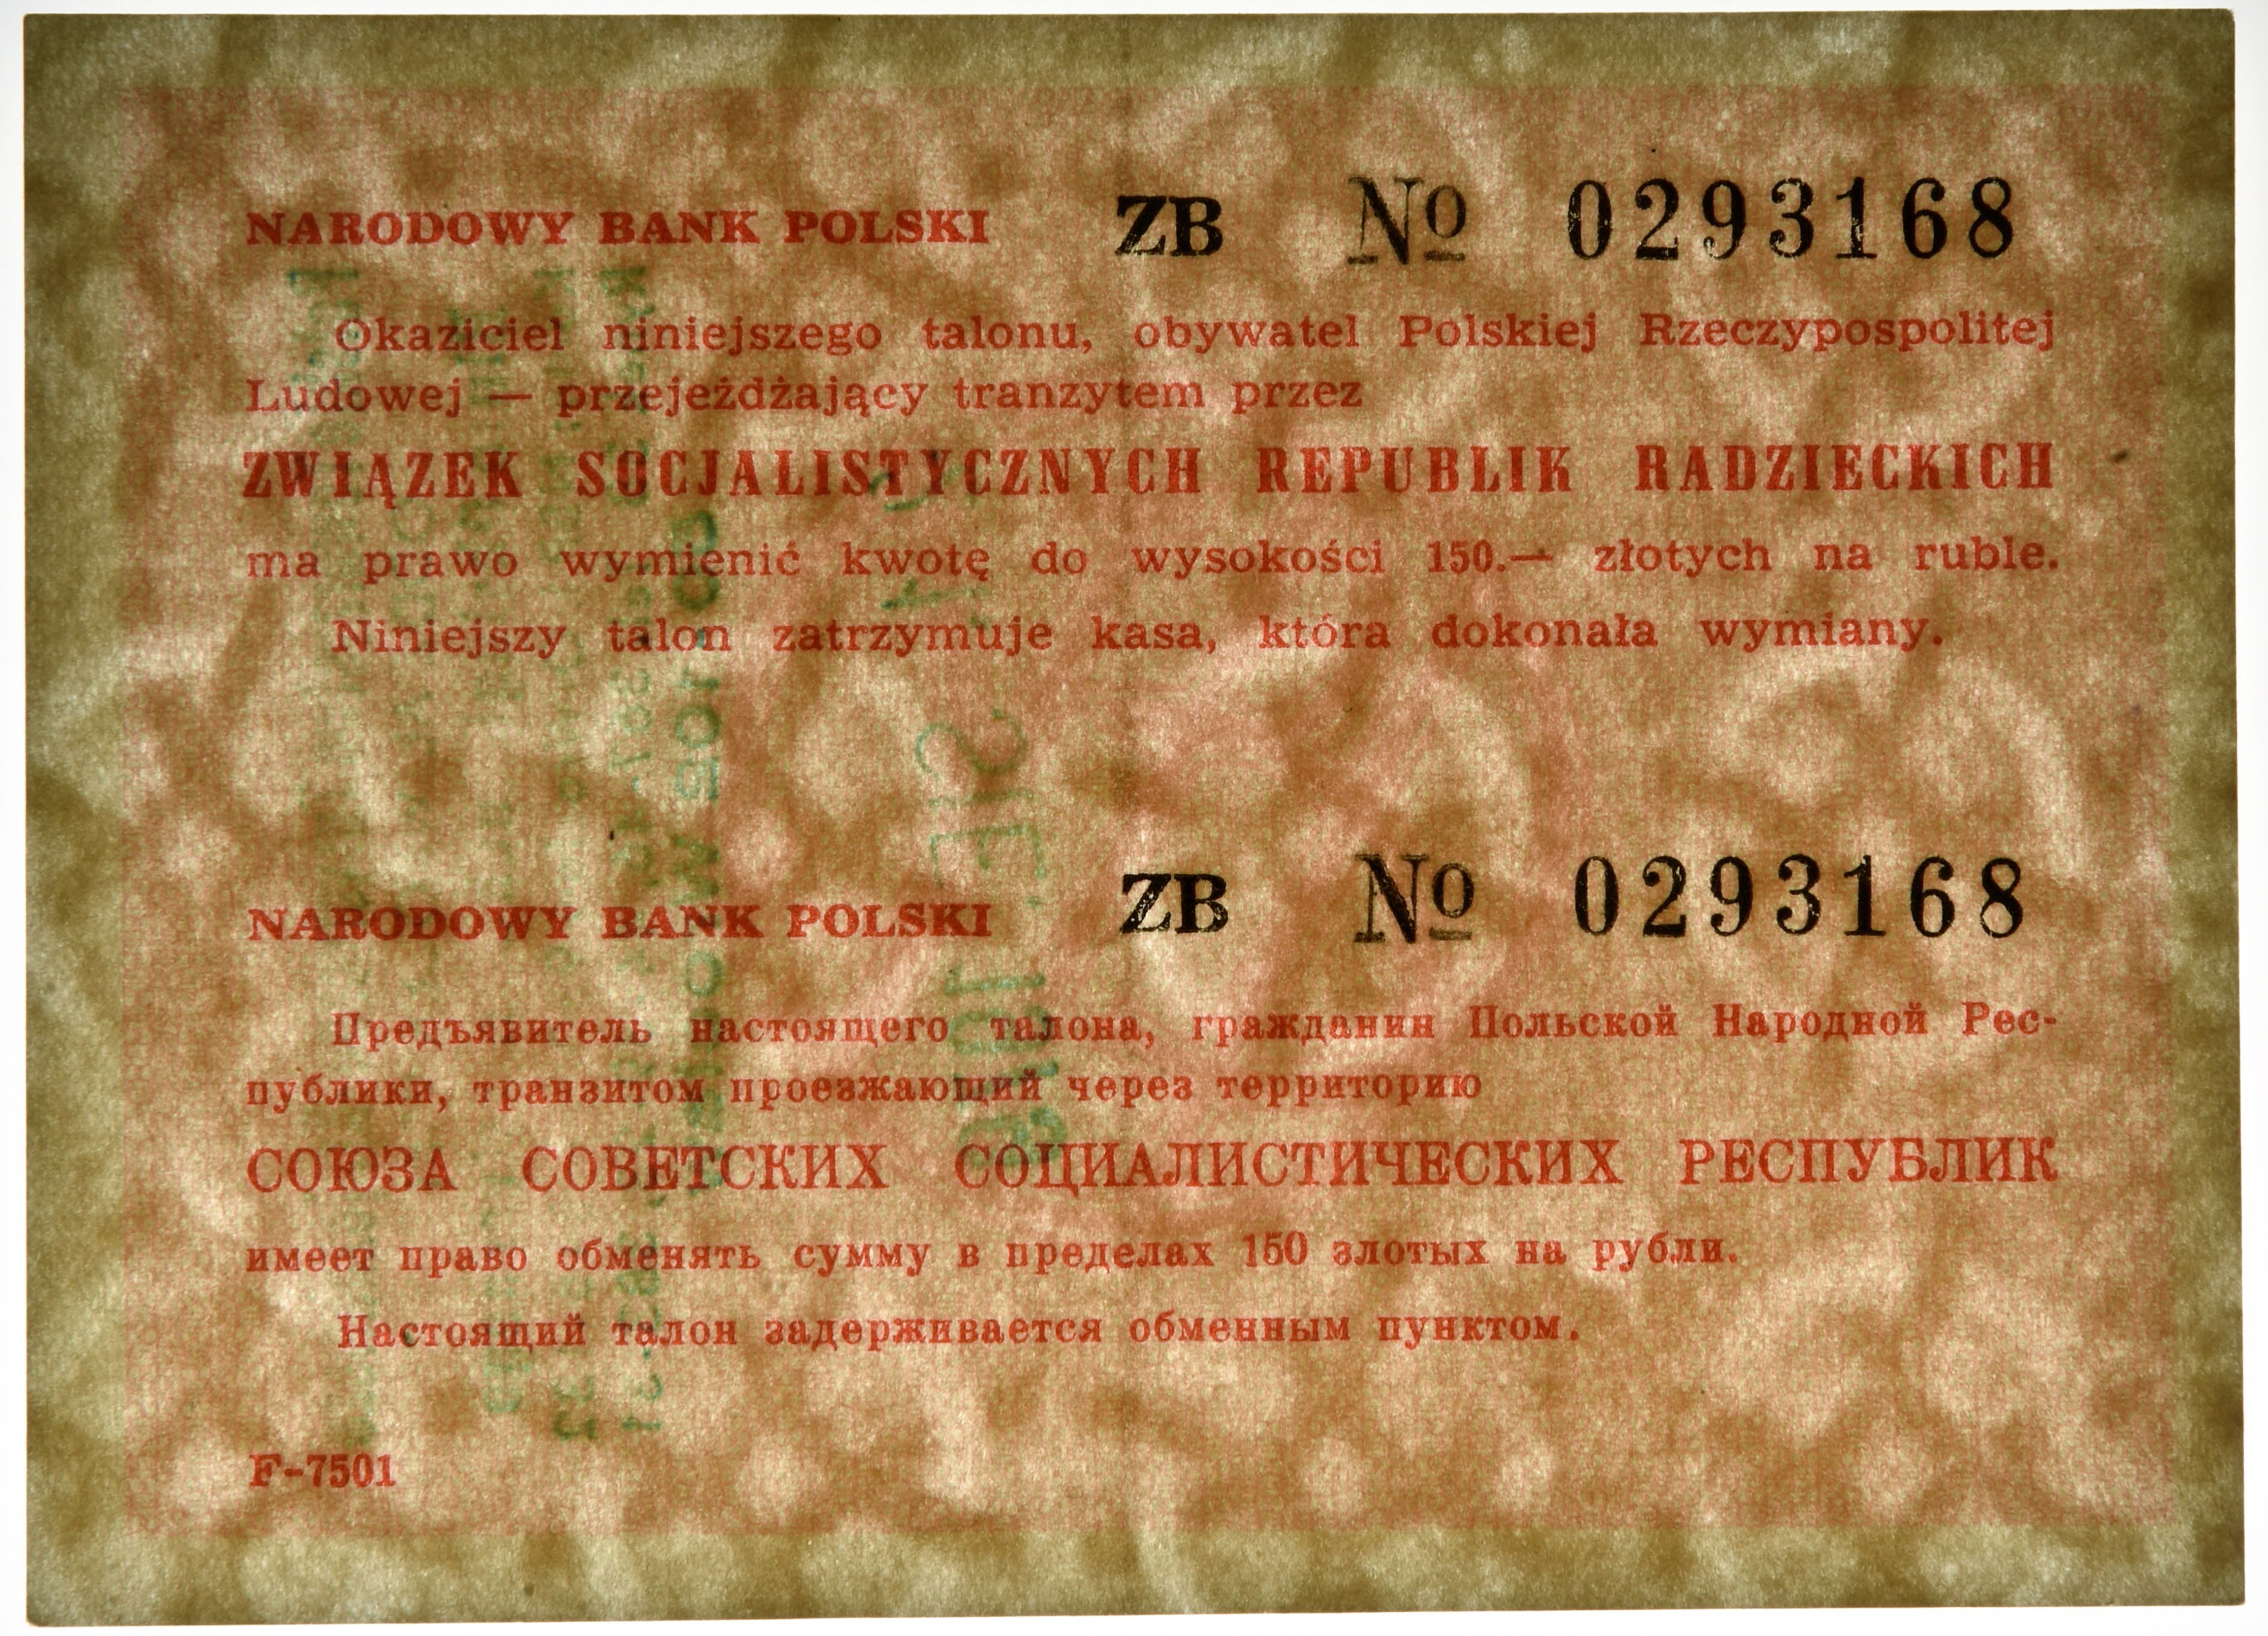 NARODOWY BANK POLSKI ZB № 0293168
Okaziciel niniejszego talonu, obywatel Polskiej Rzeczypospolitej
Ludowej — przejeżdżający tranzytem przez
ZWIĄZEK SOCJALISTYCZNYCH REPUBLIK RADZIECKICH
ma prawo wymienić kwotę do wysokości 150.— złotych na ruble.
Niniejszy talon zatrzymuje kasa, która dokonała wymiany.
NARODOWY BANK POLSKI ZB № 0293168
Предъявитель настоящего талона, гражданин Польской Народной Рес-
публики, транзитом проезжающий через территорию
СОЮЗА СОВЕТСКИХ СОЦИАЛИСТИЧЕСКИХ РЕСПУБЛИК
имеет право обменять сумму в пределах 150 злотых на рубли.
Настоящий талон задерживается обменным пунктом.
F-7501